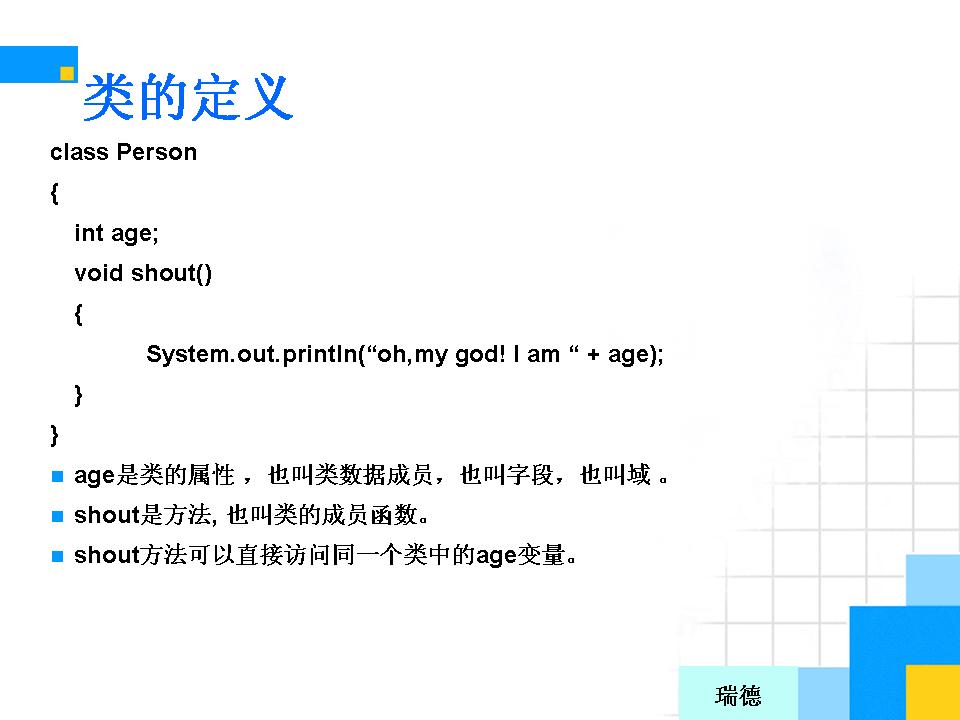 类的定义
class Person
{
int age;
void shout()
{
System.out.println(“oh,my god! I am “ + age);
}
}
age是类的属性 ，也叫类数据成员，也叫字段，也叫域 。
shout是方法, 也叫类的成员函数。
shout方法可以直接访问同一个类中的age变量。
瑞德